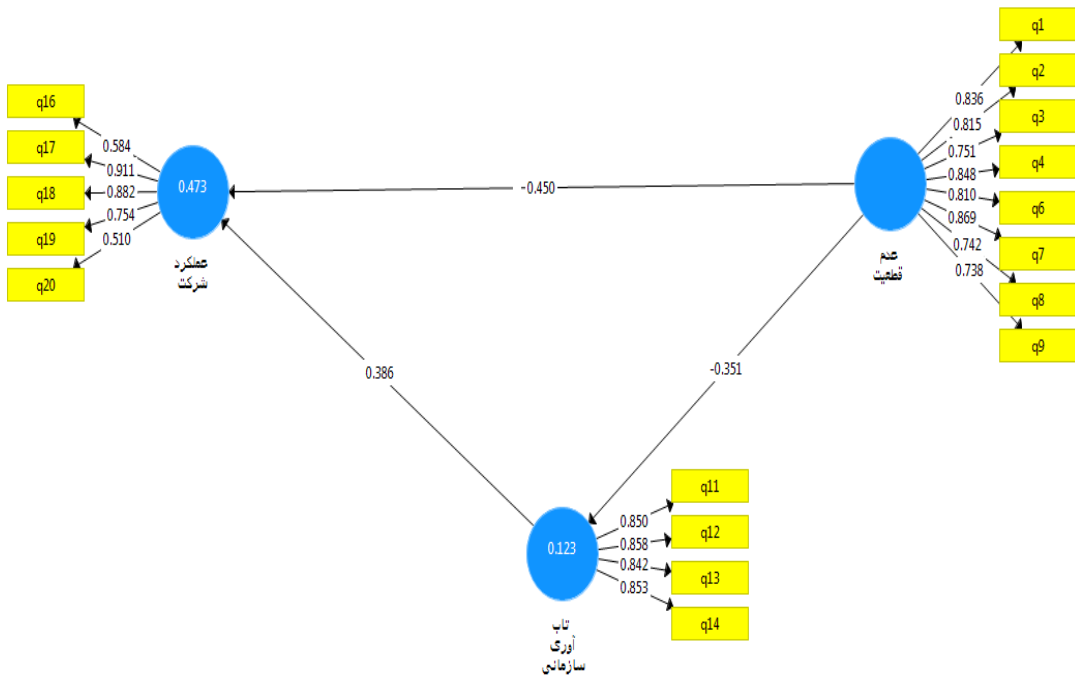 q1
q2
q3
q4
q6
q7
q8
q9
0.836
0.815
0.751
0.848
0.810
0.869
0.742
0.738
عدم
قطعیت
-0.450
-0.351
0.386
q16
q17
q18
q19
q20
0.584
0.911
0.882
0.754
0.510
0.473
عملکرد
شرکت
q11
q12
q13
q14
0.850
0.858
0.842
0.853
0.123
تاب
آوری
سازمانی